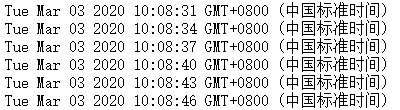 Tue Mar 03 2020 10:08:31 GMT+0800 (中国标准时间)
Tue Mar 03 2020 10:08:34 GMT+0800 (中国标准时间)
Tue Mar 03 2020 10:08:37 GMT+0800 (中国标准时间)
Tue Mar 03 2020 10:08:40 GMT+0800 (中国标准时间)
Tue Mar 03 2020 10:08:43 GMT+0800 (中国标准时间)
Tue Mar 03 2020 10:08:46 GMT+0800 (中国标准时间)